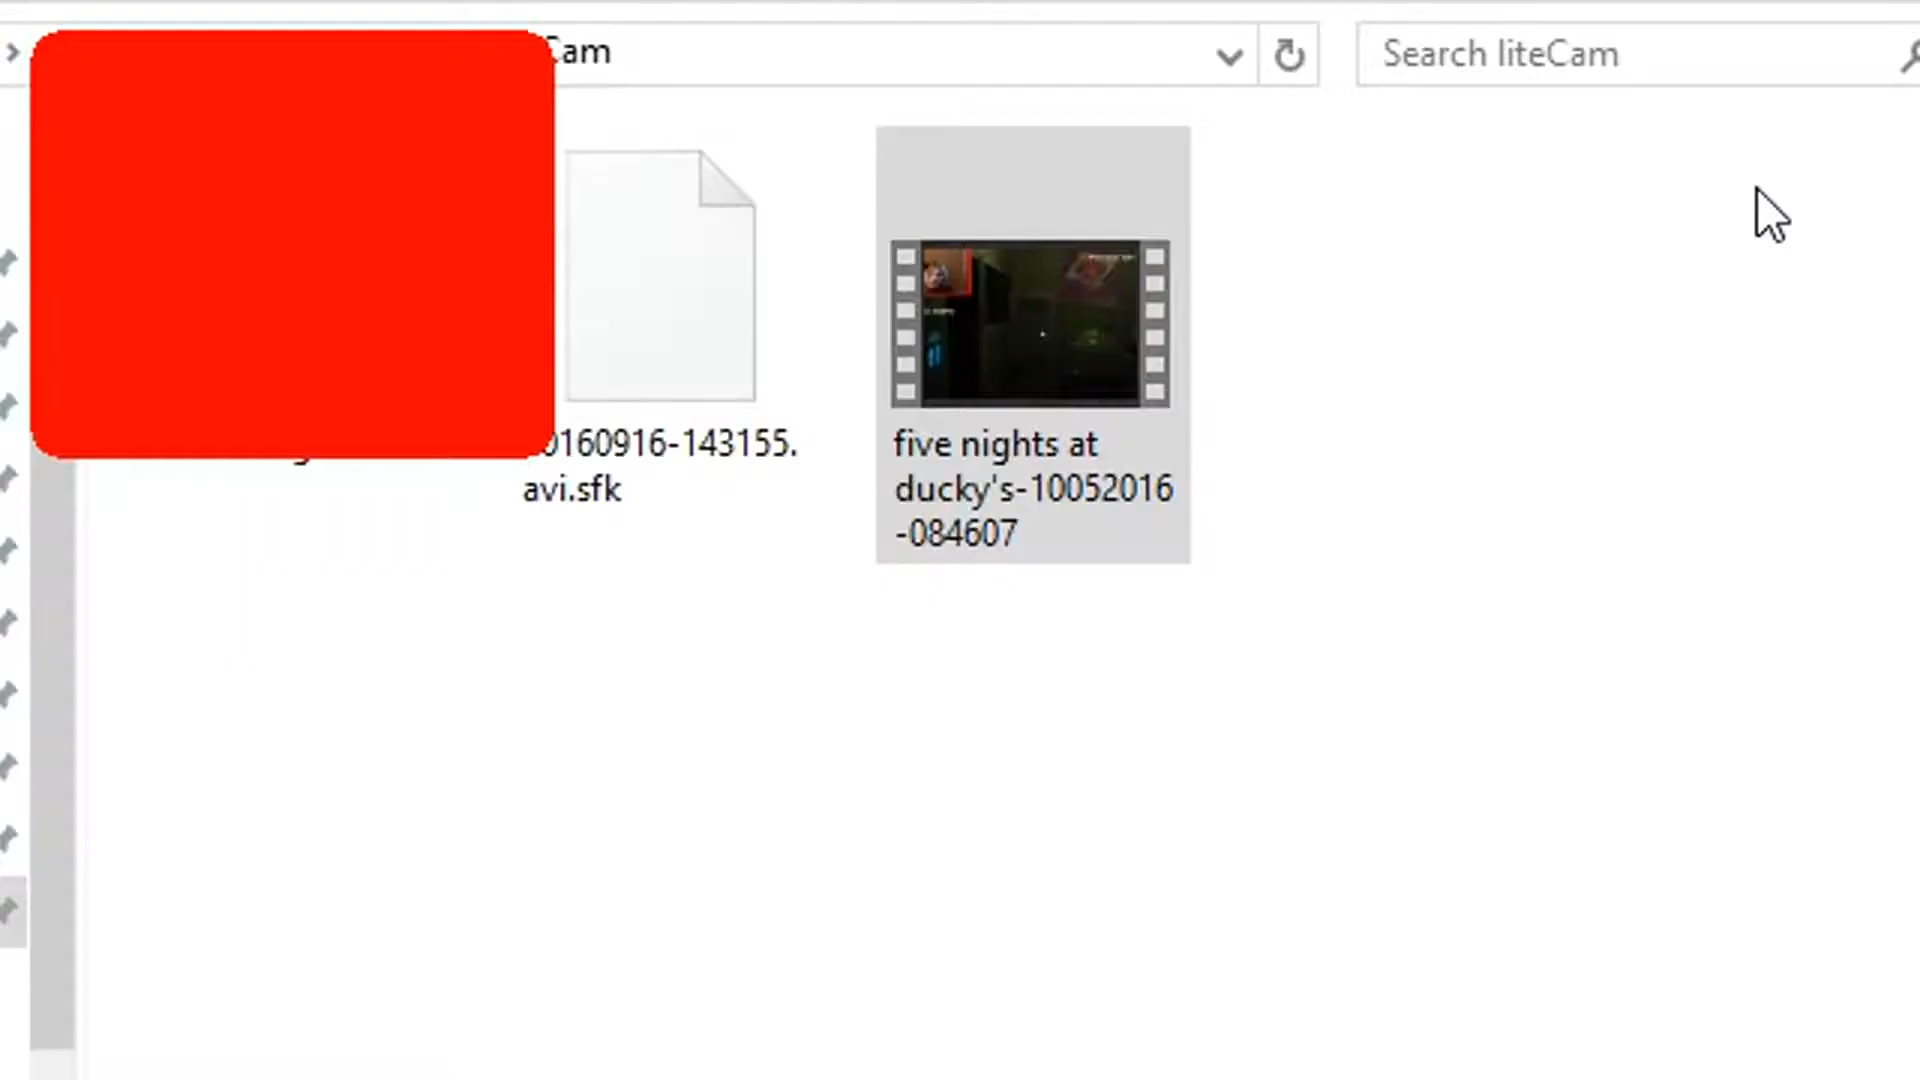 Cam
Search liteCam
0160916-143155.
avi.sfk
five nights at
ducky's-10052016
-084607